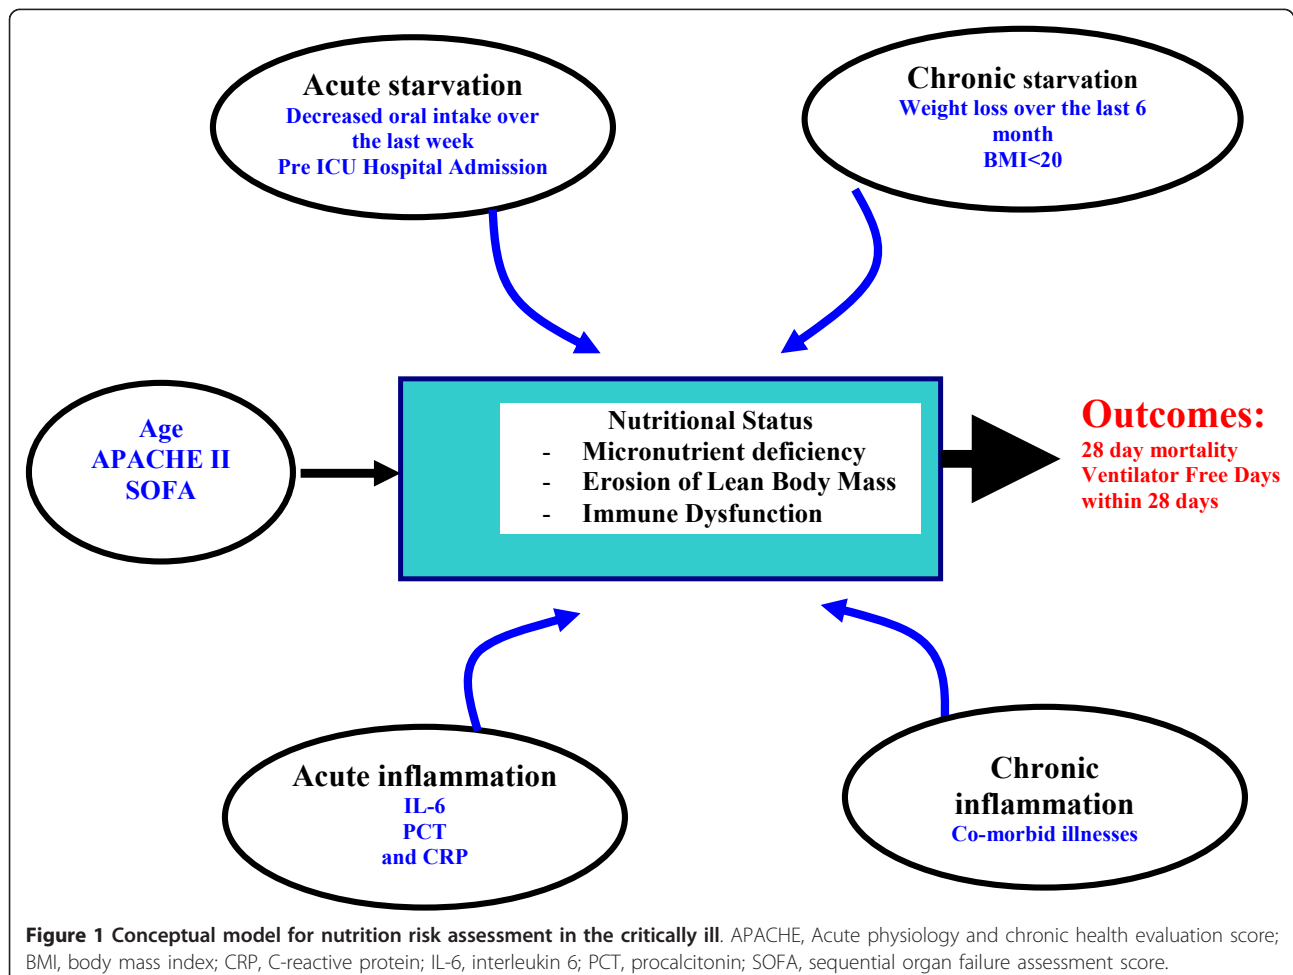 Acute starvation
Decreased oral intake over
the last week
Pre ICU Hospital Admission
Chronic starvation
Weight loss over the last 6
month
BMI<20
Age
APACHE II
SOFA
Nutritional Status
- Micronutrient deficiency
- Erosion of Lean Body Mass
- Immune Dysfunction
Outcomes:
28 day mortality
Ventilator Free Days
within 28 days
Acute inflammation
IL-6
PCT
and CRP
Chronic
inflammation
Co-morbid illnesses
Figure 1 Conceptual model for nutrition risk assessment in the critically ill. APACHE, Acute physiology and chronic health evaluation score;
BMI, body mass index; CRP, C-reactive protein; IL-6, interleukin 6; PCT, procalcitonin; SOFA, sequential organ failure assessment score.